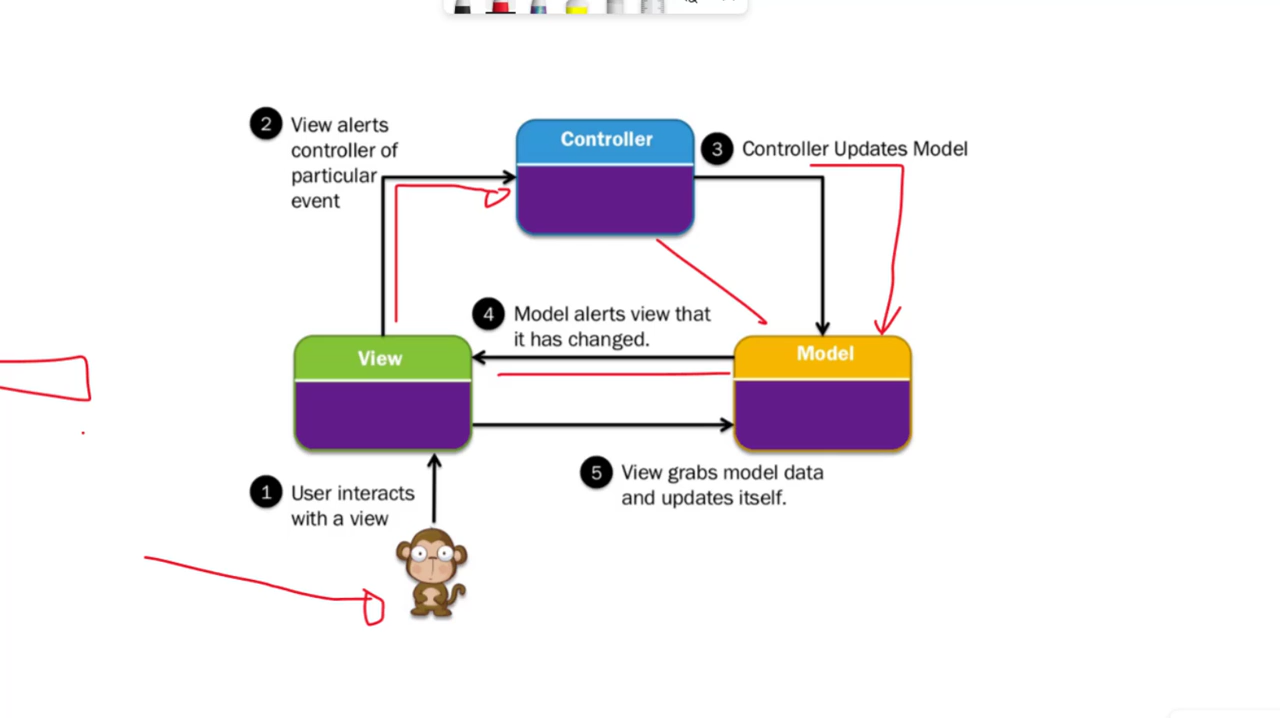 2
View alerts
controller of
particular
event
Controller
3
Controller Updates Model
4
Model alerts view that
it has changed.
View
Model
1
User interacts
with a view
5
View grabs model data
and updates itself.